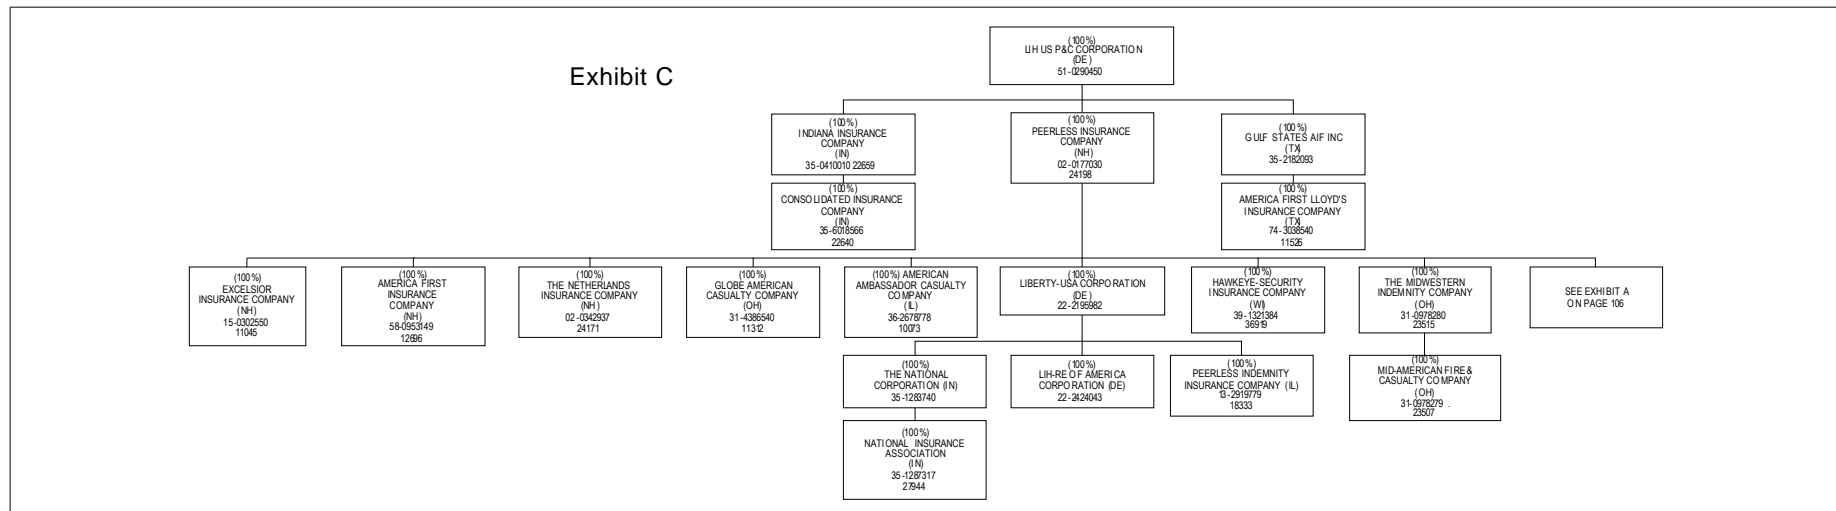 Exhibit C
(100%)
LIH US P&C CORPORATION
(DE)
51-0290450
(100%)
INDIANA INSURANCE
COMPANY
(IN)
35-0410010 22659
(100%)
PEERLESS INSURANCE
COMPANY
(NH)
02-0177030
24198
(100%)
GULF STATES AIF INC
(TX)
35-2182093
(100%)
CONSOLIDATED INSURANCE
COMPANY
(IN)
35-6018566
22640
(100%)
AMERICA FIRST LLOYD'S
INSURANCE COMPANY
(TX)
74-3038540
11526
(100%)
EXCELSIOR
INSURANCE COMPANY
(NH)
15-0302550
11045
(100%)
AMERICA FIRST
INSURANCE
COMPANY
(NH)
58-0953149
12696
(100%)
THE NETHERLANDS
INSURANCE COMPANY
(NH)
02-0342937
24171
(100%)
GLOBE AMERICAN
CASUALTY COMPANY
(OH)
31-4386540
11312
(100%) AMERICAN
AMBASSADOR CASUALTY
COMPANY
(IL)
36-2678778
10073
(100%)
LIBERTY-USA CORPORATION
(DE)
22-2195982
(100%)
HAWKEYE-SECURITY
INSURANCE COMPANY
(WI)
39-1321384
36919
(100%)
THE MIDWESTERN
INDEMNITY COMPANY
(OH)
31-0978280
23515
SEE EXHIBIT A
ON PAGE 106
(100%)
THE NATIONAL
CORPORATION (IN)
35-1283740
(100%)
LIH-RE OF AMERICA
CORPORATION (DE)
22-2424043
(100%)
PEERLESS INDEMNITY
INSURANCE COMPANY (IL)
13-2919779
18333
(100%)
MID-AMERICAN FIRE &
CASUALTY COMPANY
(OH)
31-0978279 .
23507
(100%)
NATIONAL INSURANCE
ASSOCIATION
(IN)
35-1287317
27944